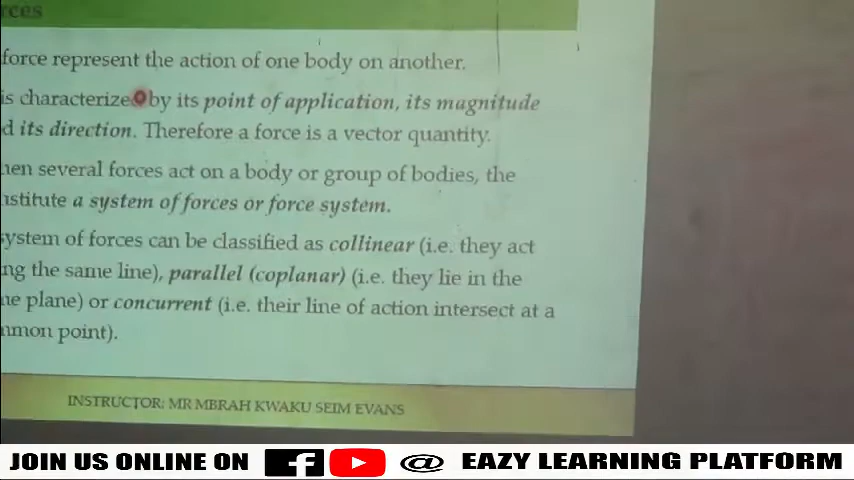 rces
force represent the action of one body on another.
is characterized by its point of application, its magnitude
d its direction. Therefore a force is a vector quantity.
en several forces act on a body or group of bodies, the
stitute a system of forces or force system.
ystem of forces can be classified as collinear (i.e. they act
ng the same line), parallel (coplanar) (i.e. they lie in the
ne plane) or concurrent (i.e. their line of action intersect at a
mmon point).
INSTRUCTOR: MR MBRAH KWAKU SEIM EVANS
JOIN US ONLINE ON f @ EAZY LEARNING PLATFORM